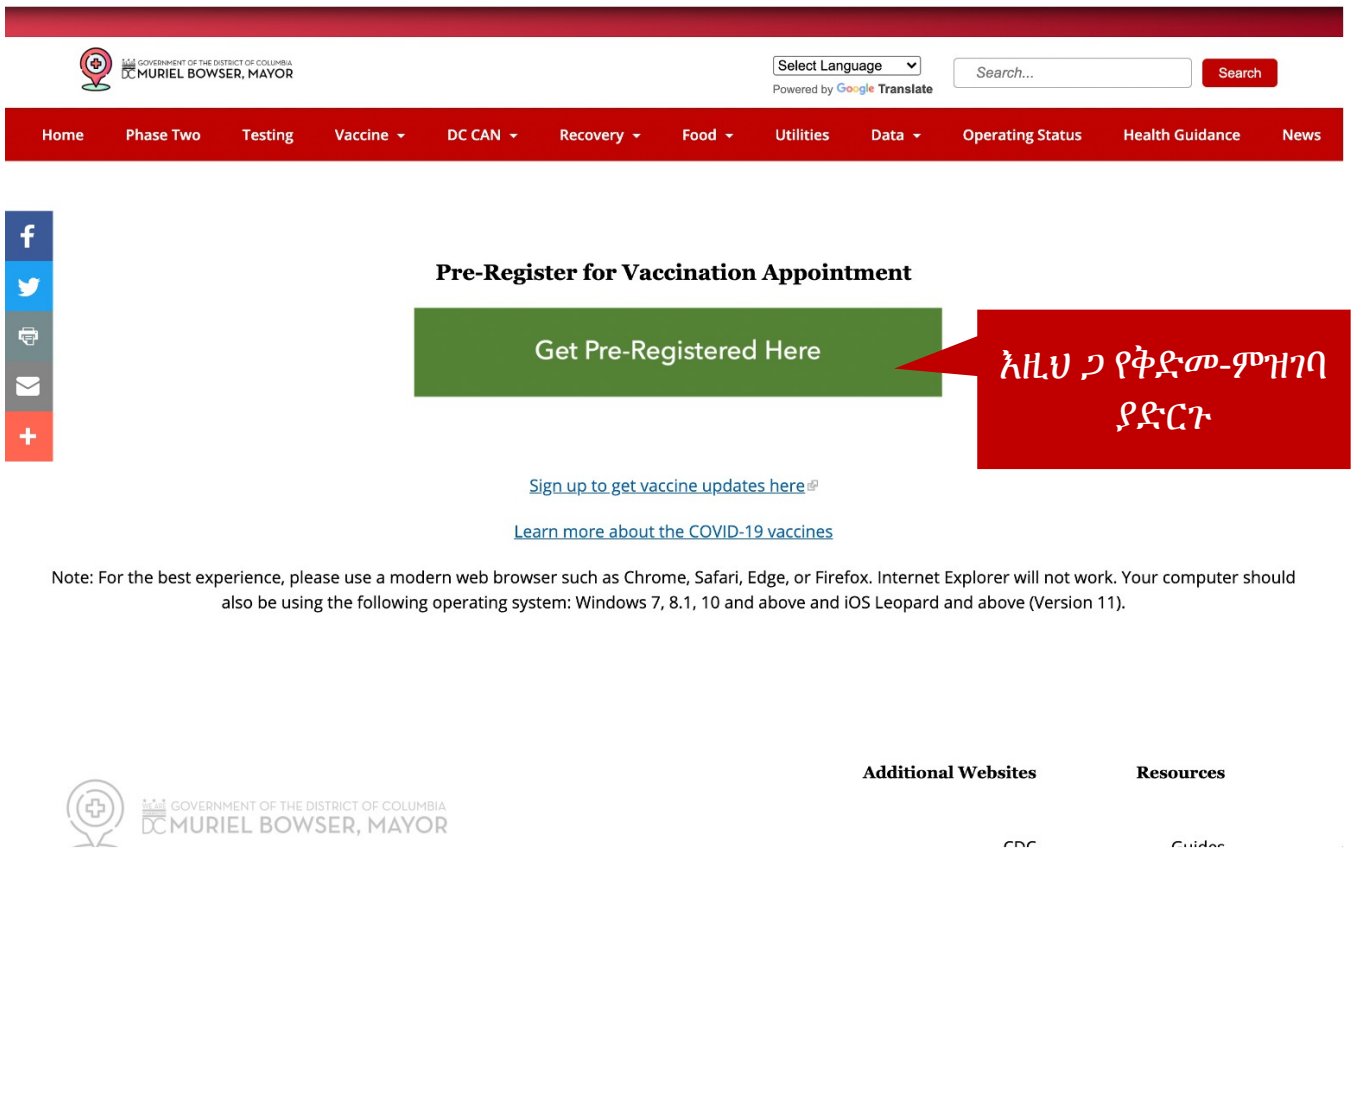 GOVERNMENT OF THE DISTRICT OF COLUMBIA
DC MURIEL BOWSER, MAYOR
Select Language
Powered by Google Translate
Search...
Search
Home Phase Two Testing Vaccine DC CAN Recovery Food Utilities Data Operating Status Health Guidance News
Pre-Register for Vaccination Appointment
Get Pre-Registered Here
እዚህ ጋ የቅድመ-ምዝገባ
ያድርጉ
Sign up to get vaccine updates here
Learn more about the COVID-19 vaccines
Note: For the best experience, please use a modern web browser such as Chrome, Safari, Edge, or Firefox. Internet Explorer will not work. Your computer should
also be using the following operating system: Windows 7, 8.1, 10 and above and iOS Leopard and above (Version 11).
Additional Websites Resources
WE ARE GOVERNMENT OF THE DISTRICT OF COLUMBIA
DC MURIEL BOWSER, MAYOR
CDC Guides